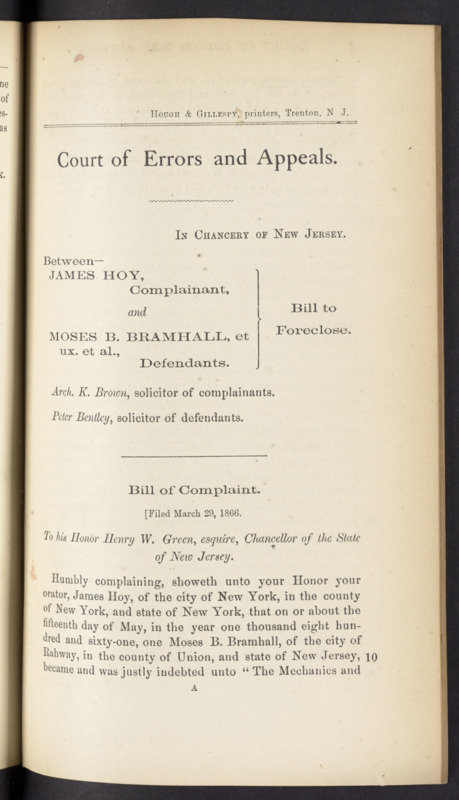 ne
of
es-
as
k.
HOUGH & GILLESPY, printers, Trenton, N J.
Court of Errors and Appeals.
IN CHANCERY OF NEW JERSEY.
Between—
JAMES HOY,
Complainant,
and
MOSES B. BRAMHALL, et
ux. et al.,
Defendants.
Bill to
Foreclose.
Arch. K. Brown, solicitor of complainants.
Peter Bentley, solicitor of defendants.
Bill of Complaint.
[Filed March 29, 1866.
To his Honor Henry W. Green, esquire, Chancellor of the State
of New Jersey.
Humbly complaining, showeth unto your Honor your
orator, James Hoy, of the city of New York, in the county
of New York, and state of New York, that on or about the
fifteenth day of May, in the year one thousand eight hun-
dred and sixty-one, one Moses B. Bramhall, of the city of
Rahway, in the county of Union, and state of New Jersey, 10
became and was justly indebted unto "The Mechanics and
A